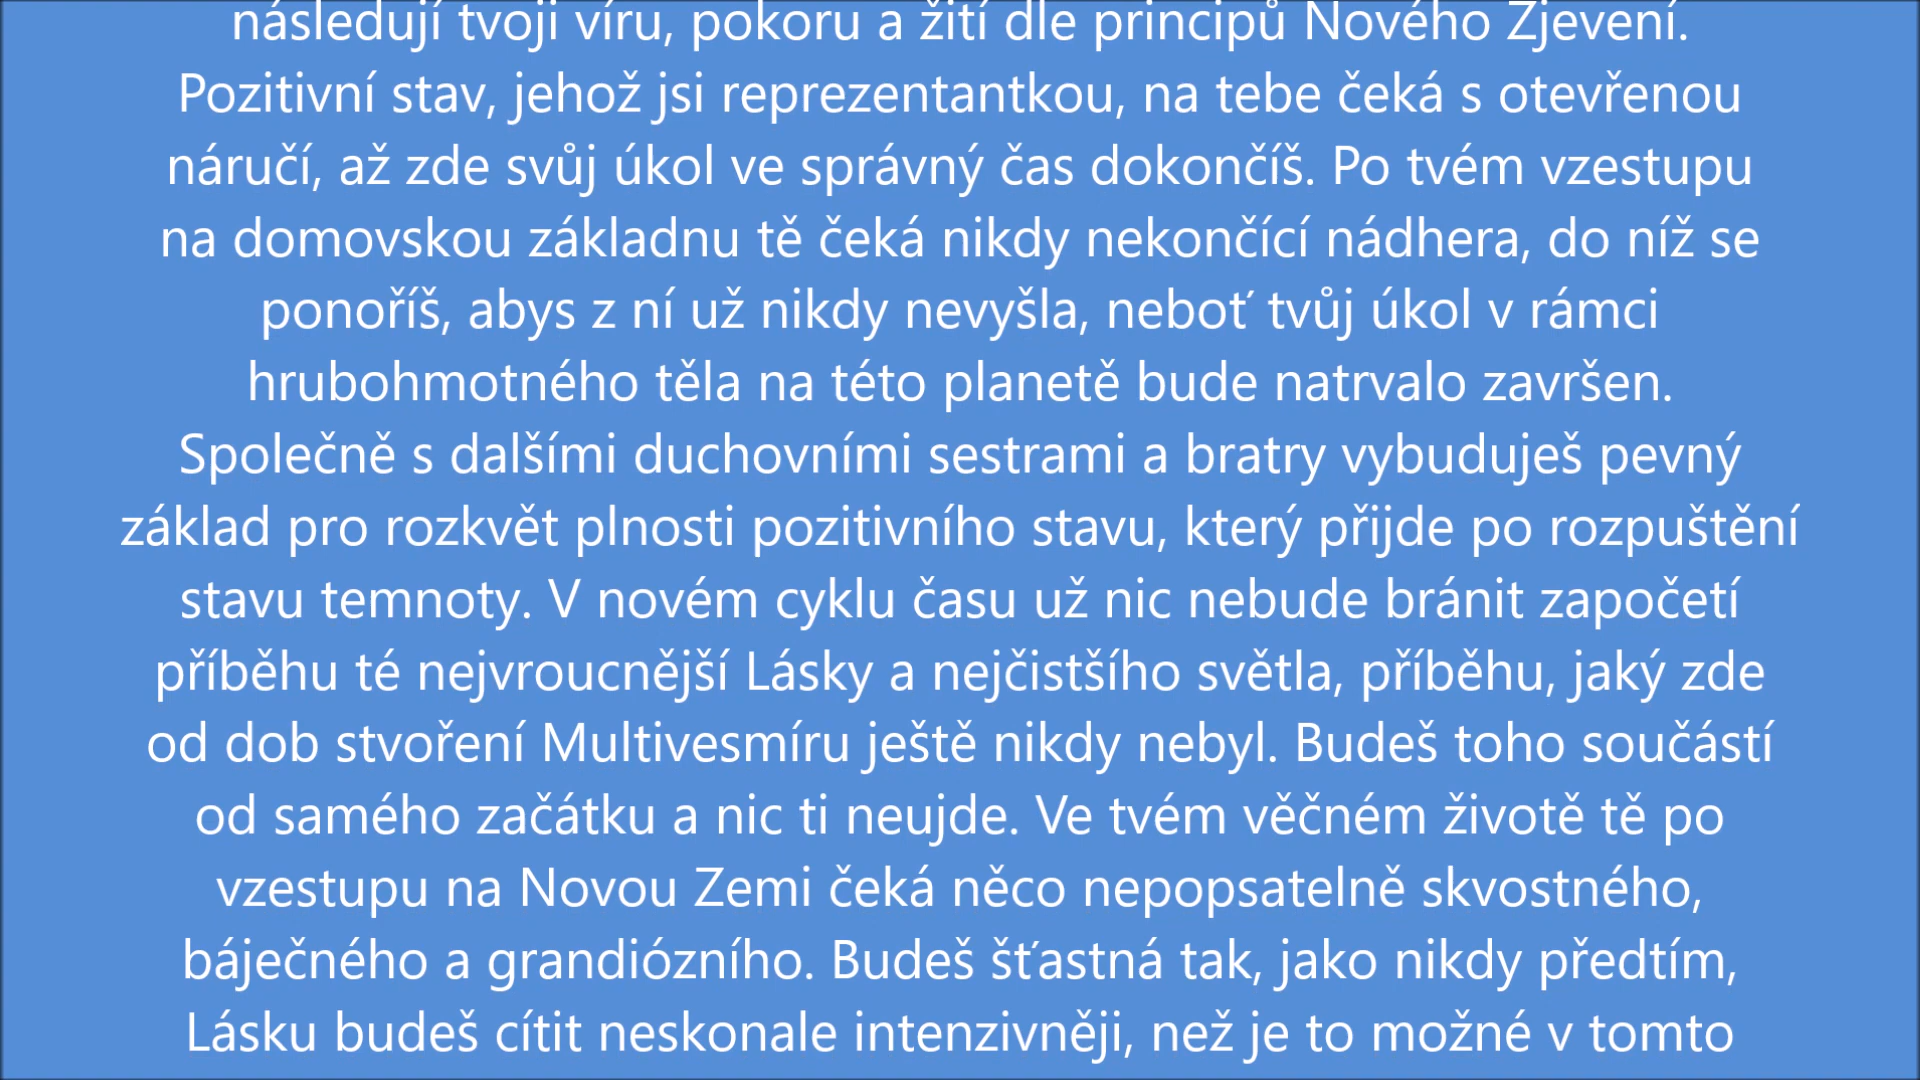 následují tvoji víru, pokoru a žití dle principů Nového Zjevení.
Pozitivní stav, jehož jsi reprezentantkou, na tebe čeká s otevřenou
náručí, až zde svůj úkol ve správný čas dokončíš. Po tvém vzestupu
na domovskou základnu tě čeká nikdy nekončící nádhera, do níž se
ponoříš, abys z ní už nikdy nevyšla, neboť tvůj úkol v rámci
hrubohmotného těla na této planetě bude natrvalo završen.
Společně s dalšími duchovními sestrami a bratry vybuduješ pevný
základ pro rozkvět plnosti pozitivního stavu, který přijde po rozpuštění
stavu temnoty. V novém cyklu času už nic nebude bránit započetí
příběhu té nejvroucnější Lásky a nejčistšího světla, příběhu, jaký zde
od dob stvoření Multivesmíru ještě nikdy nebyl. Budeš toho součástí
od samého začátku a nic ti neujde. Ve tvém věčném životě tě po
vzestupu na Novou Zemi čeká něco nepopsatelně skvostného,
báječného a grandiózního. Budeš šťastná tak, jako nikdy předtím,
Lásku budeš cítit neskonale intenzivněji, než je to možné v tomto